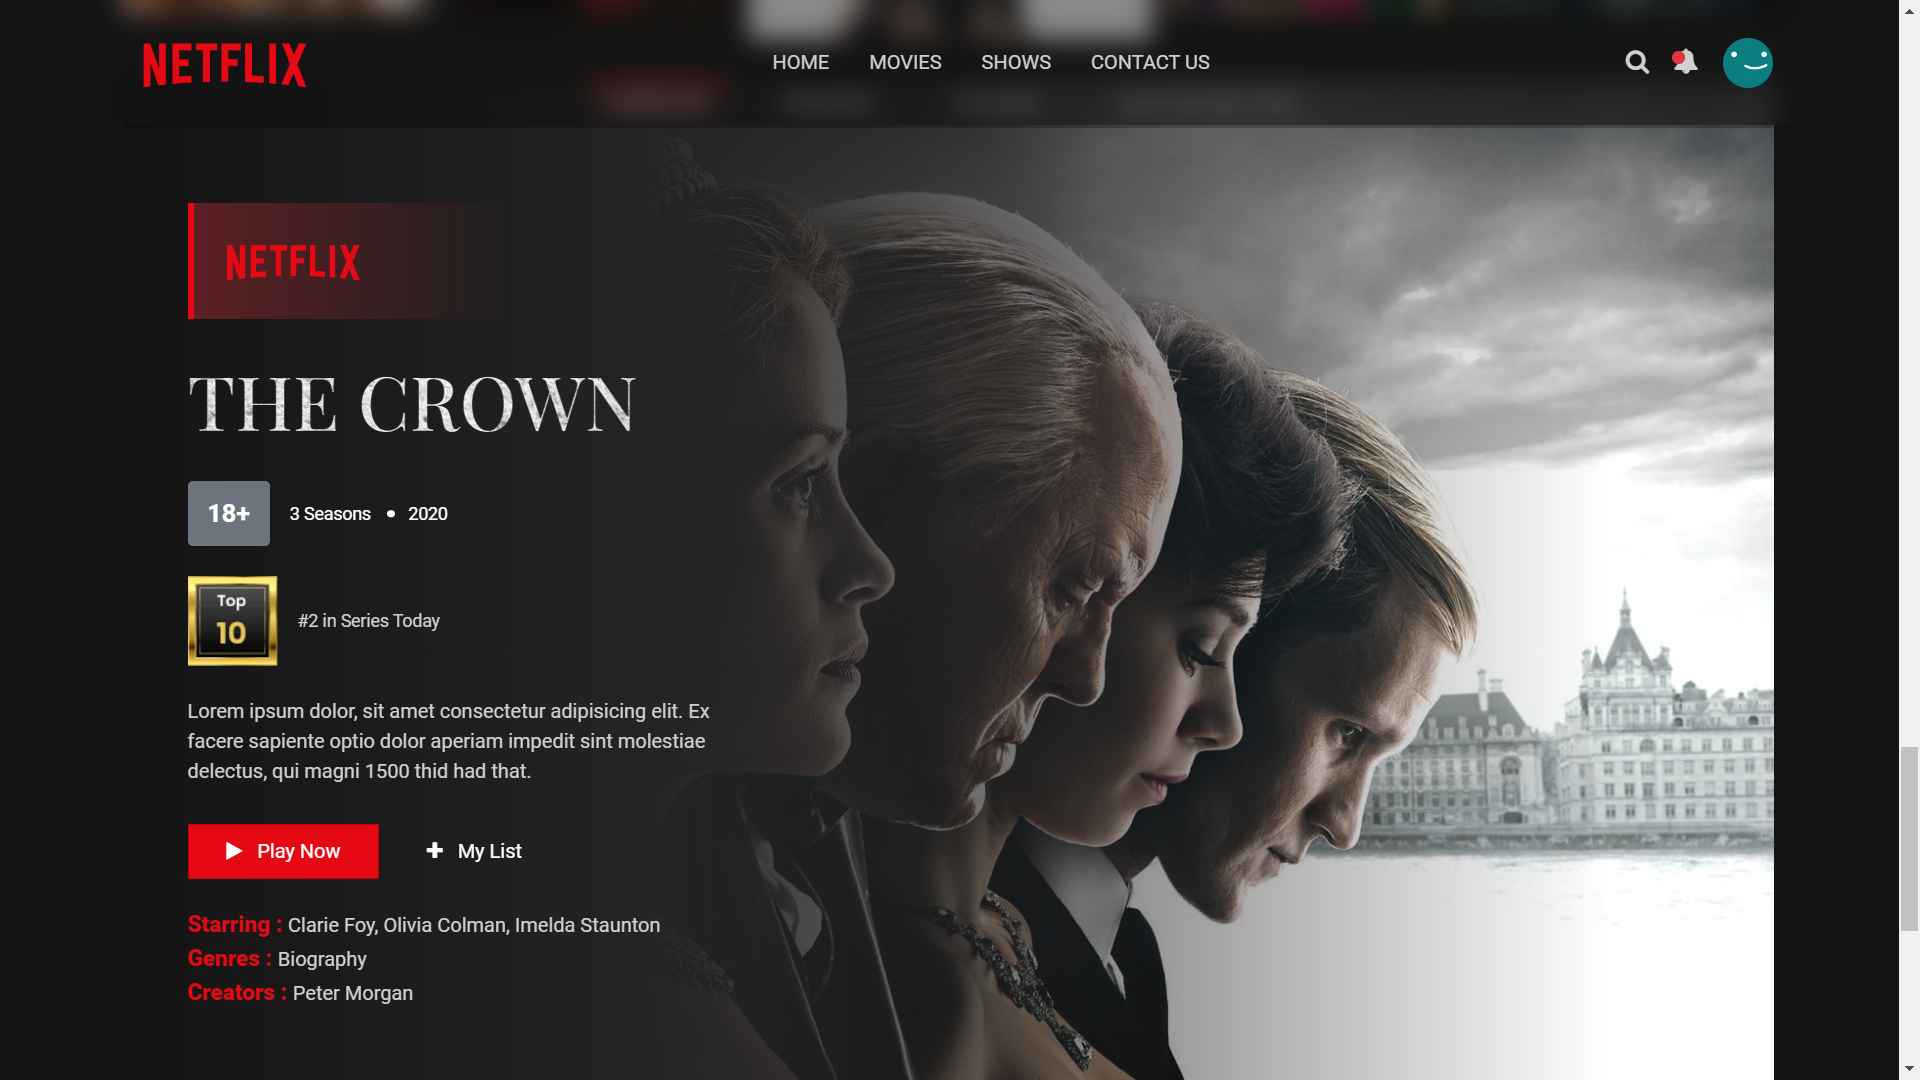 NETFLIX
HOME MOVIES SHOWS CONTACT US
NETFLIX
THE CROWN
18+ 3 Seasons • 2020
Top
10
#2 in Series Today
Lorem ipsum dolor, sit amet consectetur adipisicing elit. Ex
facere sapiente optio dolor aperiam impedit sint molestiae
delectus, qui magni 1500 thid had that.
Play Now
My List
Starring : Clarie Foy, Olivia Colman, Imelda Staunton
Genres : Biography
Creators : Peter Morgan